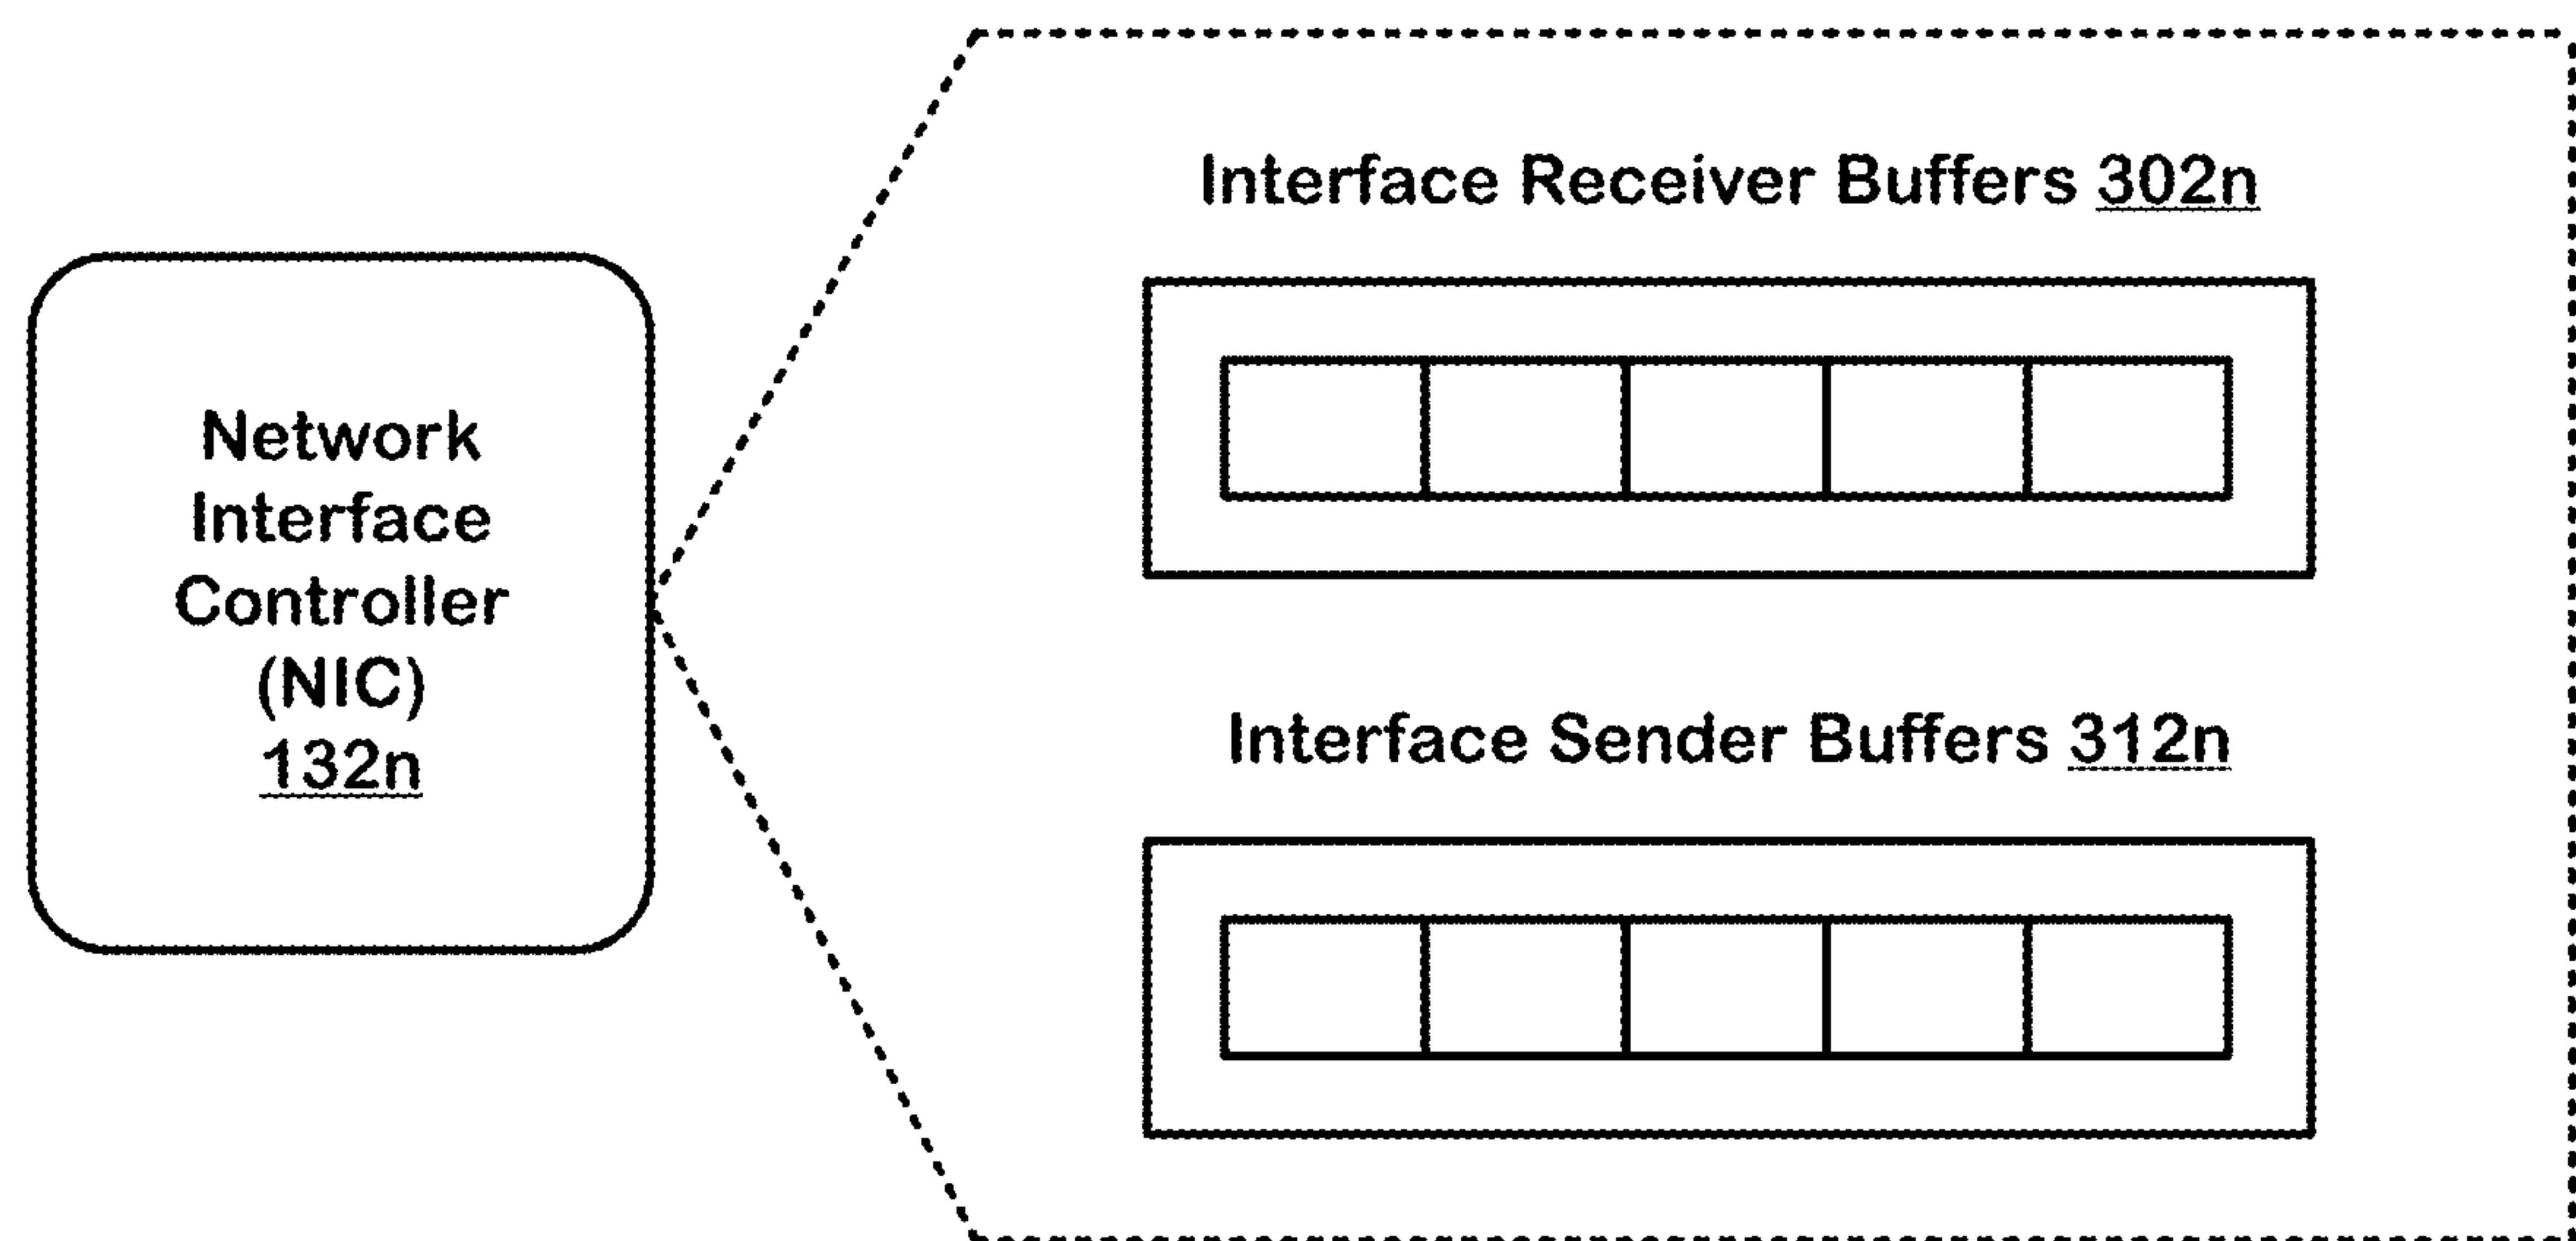 Network
Interface
Controller
(NIC)
132n
Interface Receiver Buffers 302n
Interface Sender Buffers 312n